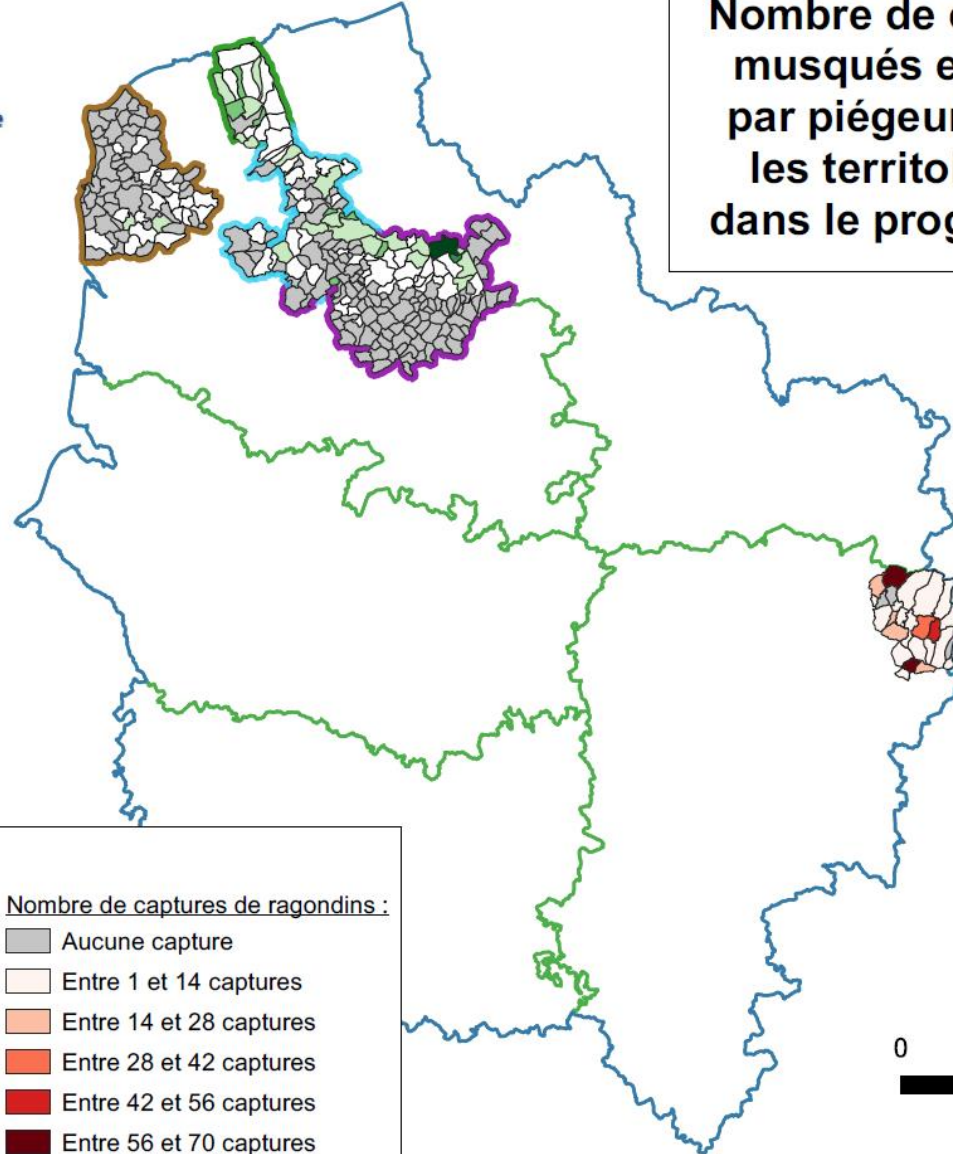 Nombre de
musqués
par piégeur
les
dans le
Nombre de captures de ragondins :
Aucune capture
Entre 1 et 14 captures
Entre 14 et 28 captures
Entre 28 et 42 captures
Entre 42 et 56 captures
Entre 56 et 70 captures
0